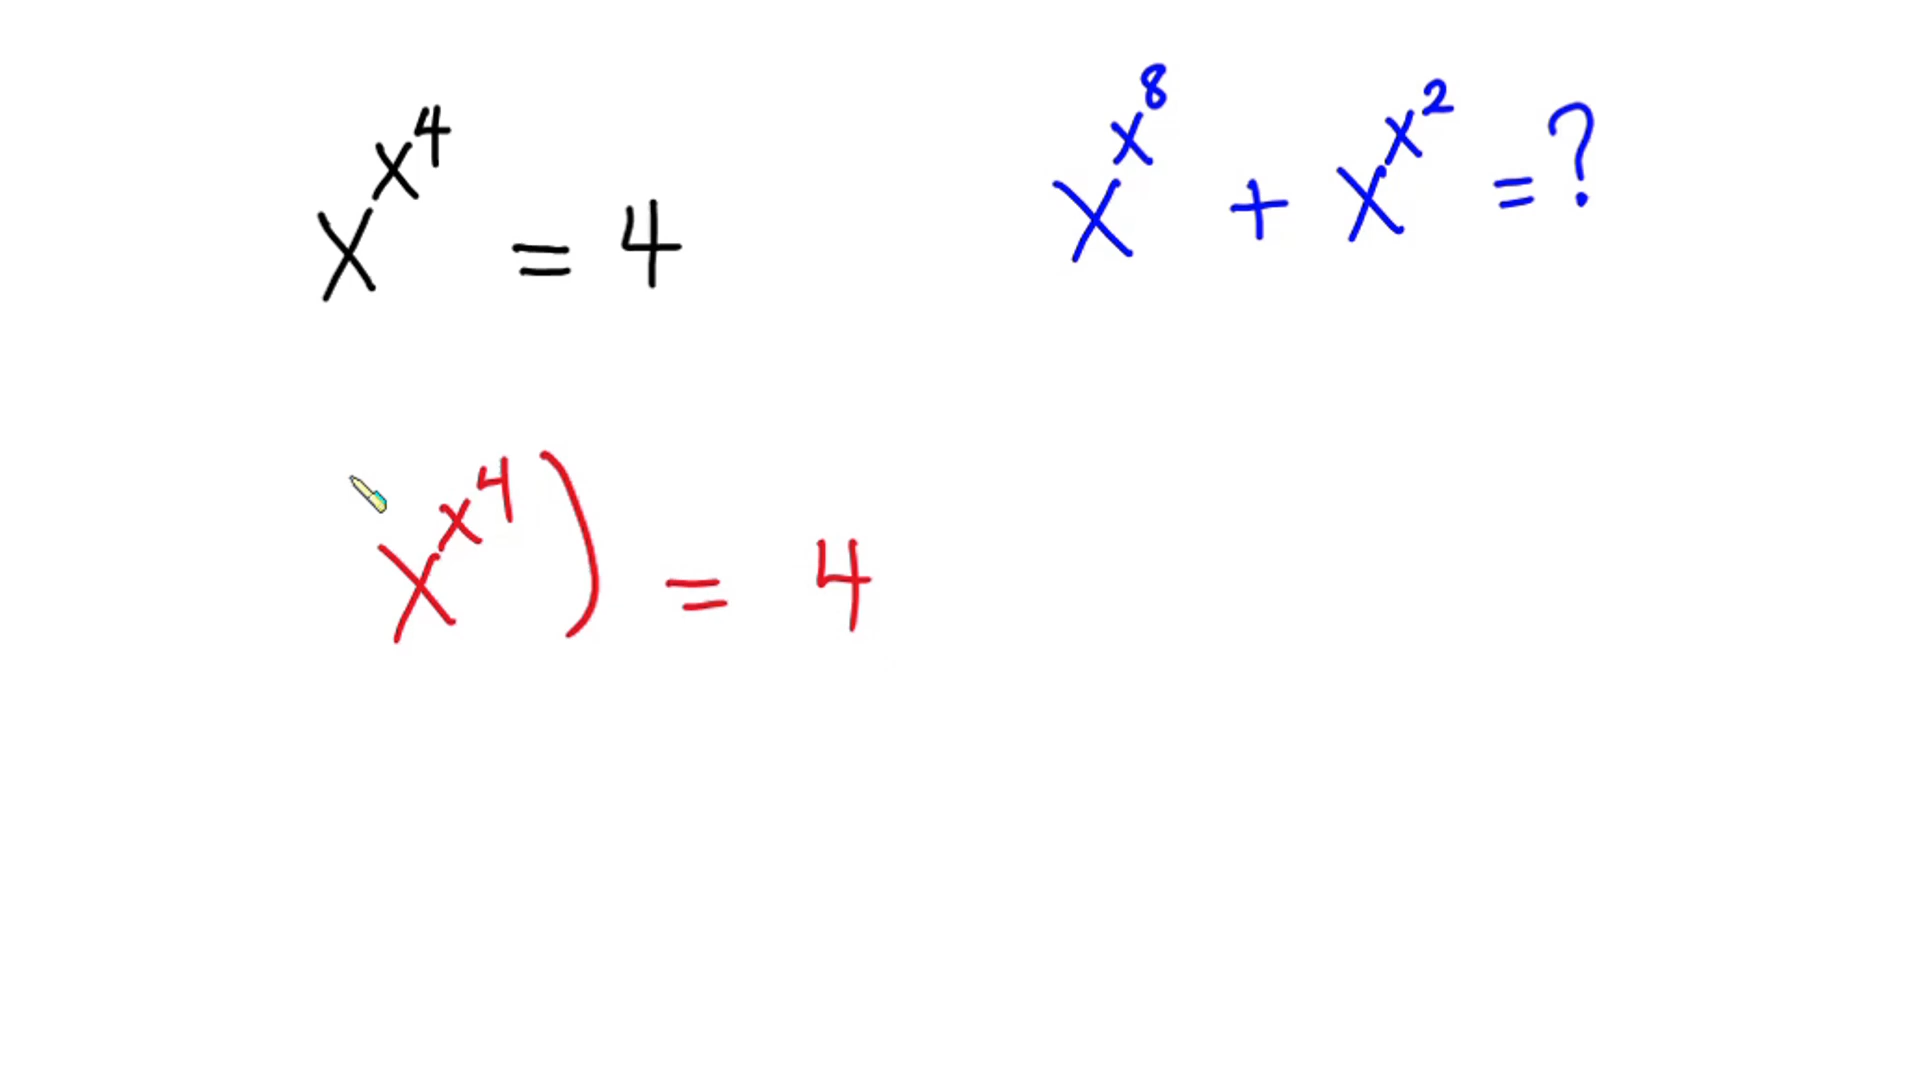 x^{x^4} = 4
x^{x^8} + x^{x^2} = ?
x^{x^4}) = 4